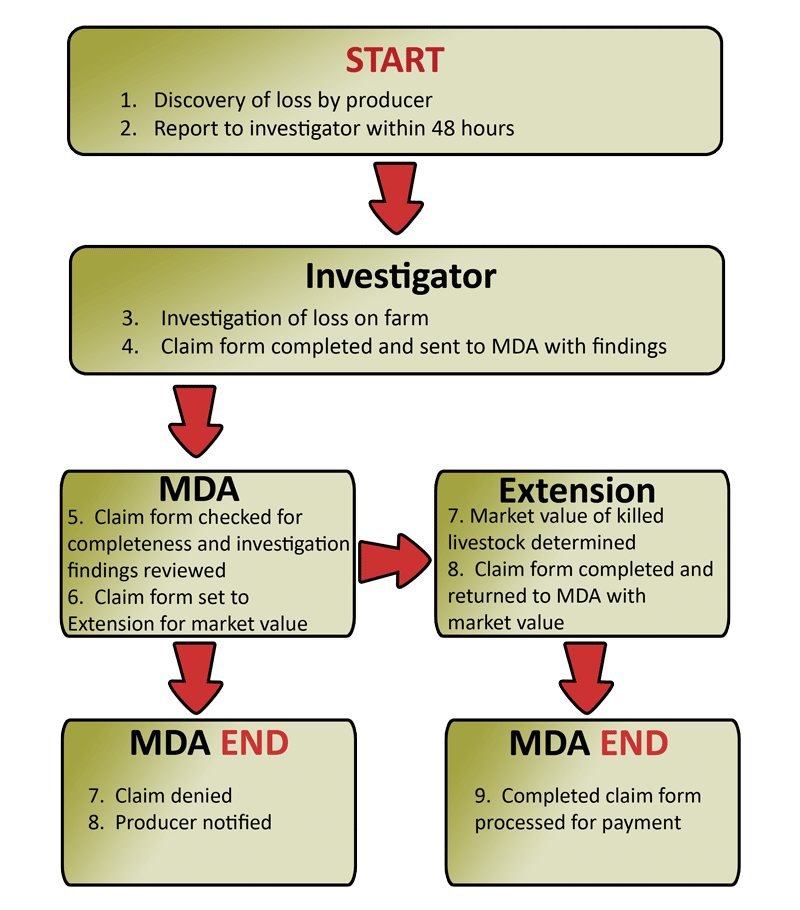 START
1. Discovery of loss by producer
2. Report to investigator within 48 hours
Investigator
3. Investigation of loss on farm
4. Claim form completed and sent to MDA with findings
MDA
5. Claim form checked for
completeness and investigation
findings reviewed
6. Claim form set to
Extension for market value
Extension
7. Market value of killed
livestock determined
8. Claim form completed and
returned to MDA with
market value
MDA END
7. Claim denied
8. Producer notified
MDA END
9. Completed claim form
processed for payment